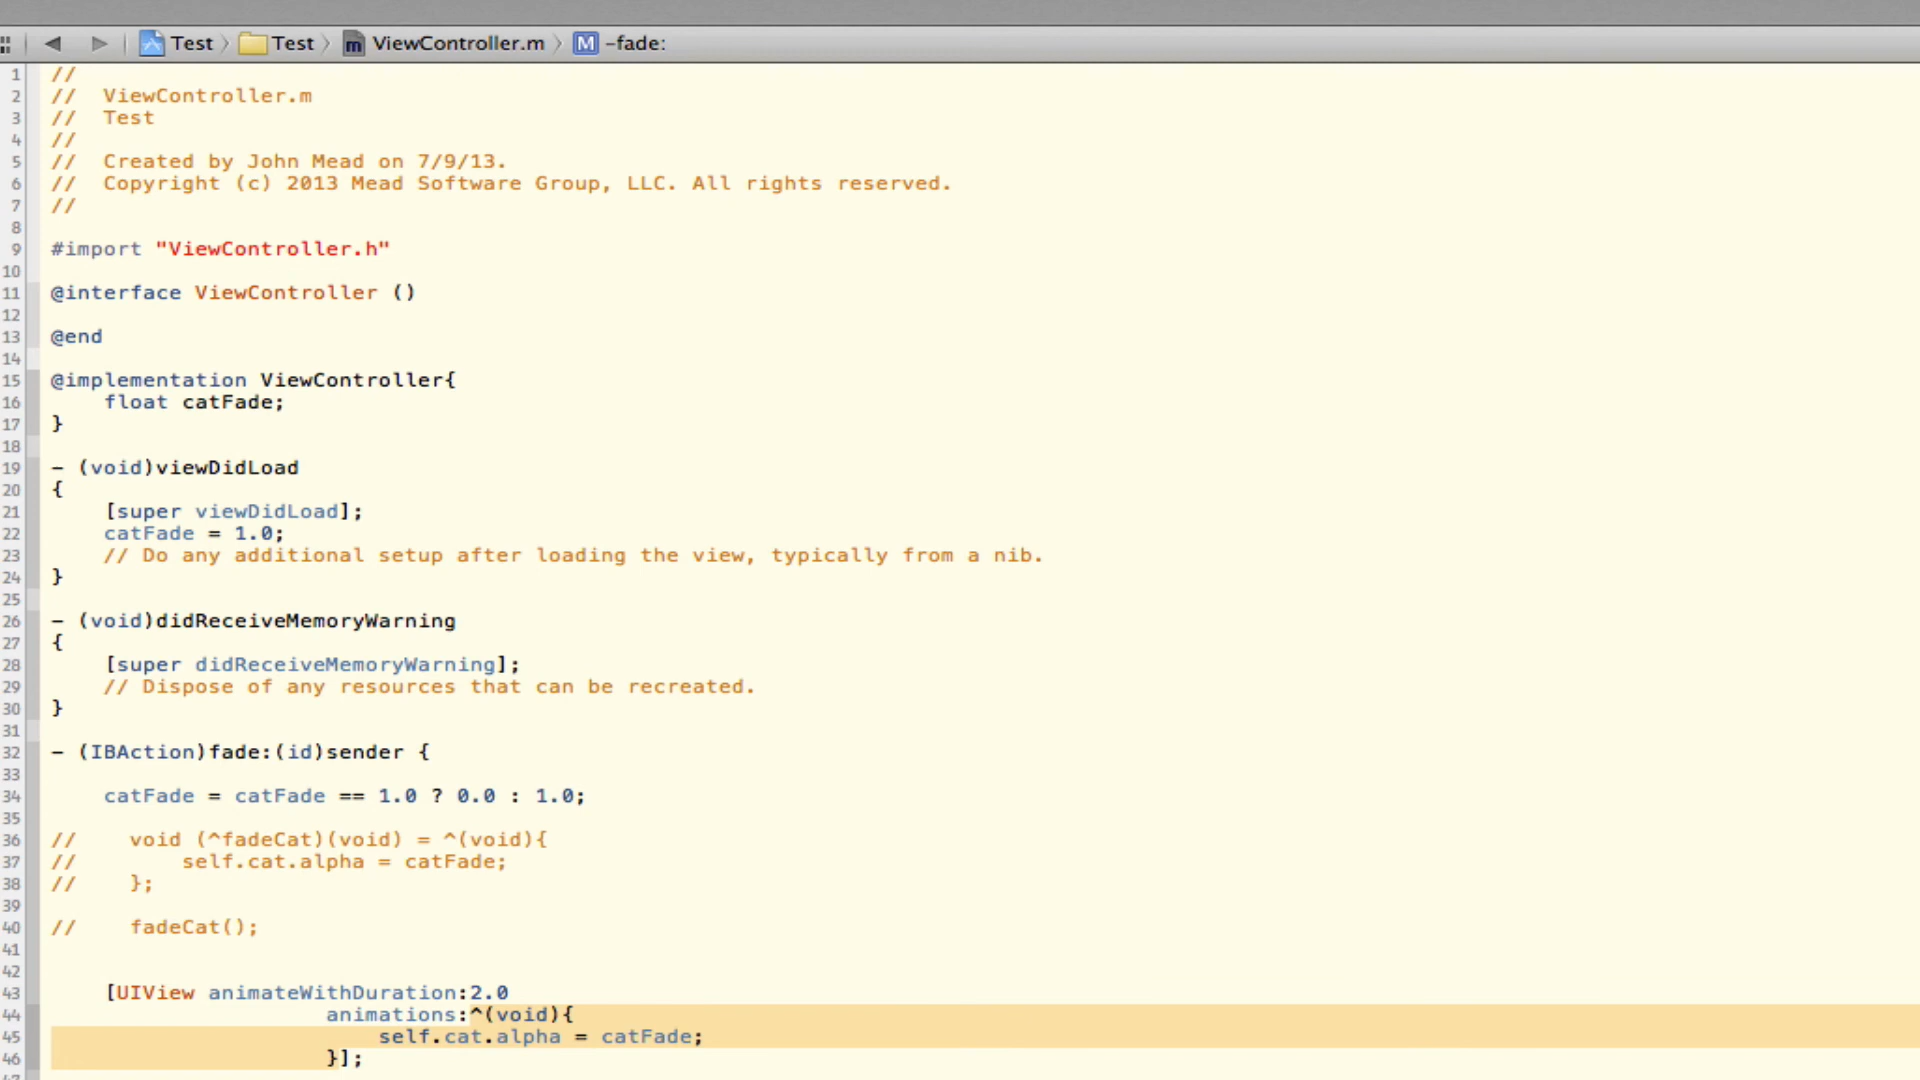 Test Test ViewController.m M -fade:
1 //
2 // ViewController.m
3 // Test
4 //
5 // Created by John Mead on 7/9/13.
6 // Copyright (c) 2013 Mead Software Group, LLC. All rights reserved.
7 //
8
9 #import "ViewController.h"
10
11 @interface ViewController ()
12
13 @end
14
15 @implementation ViewController{
16 float catFade;
17 }
18
19 - (void)viewDidLoad
20 {
21 [super viewDidLoad];
22 catFade = 1.0;
23 // Do any additional setup after loading the view, typically from a nib.
24 }
25
26 - (void)didReceiveMemoryWarning
27 {
28 [super didReceiveMemoryWarning];
29 // Dispose of any resources that can be recreated.
30 }
31
32 - (IBAction)fade:(id)sender {
33
34 catFade = catFade == 1.0 ? 0.0 : 1.0;
35
36 // void (^fadeCat)(void) = ^(void){
37 // self.cat.alpha = catFade;
38 // };
39
40 // fadeCat();
41
42
43 [UIView animateWithDuration:2.0
44 animations:^(void){
45 self.cat.alpha = catFade;
46 }];